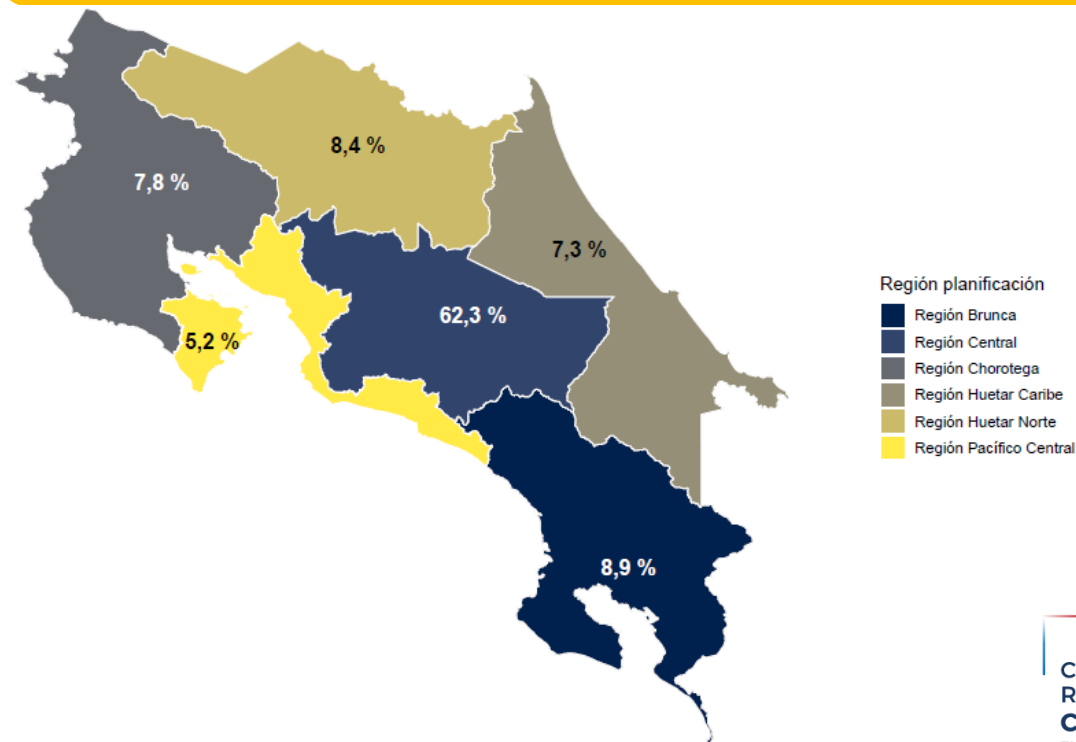 8,4 %
7,8 %
7,3 %
62,3 %
5,2 %
8,9 %
Región planificación
Región Brunca
Región Central
Región Chorotega
Región Huetar Caribe
Región Huetar Norte
Región Pacífico Central
C
R
C